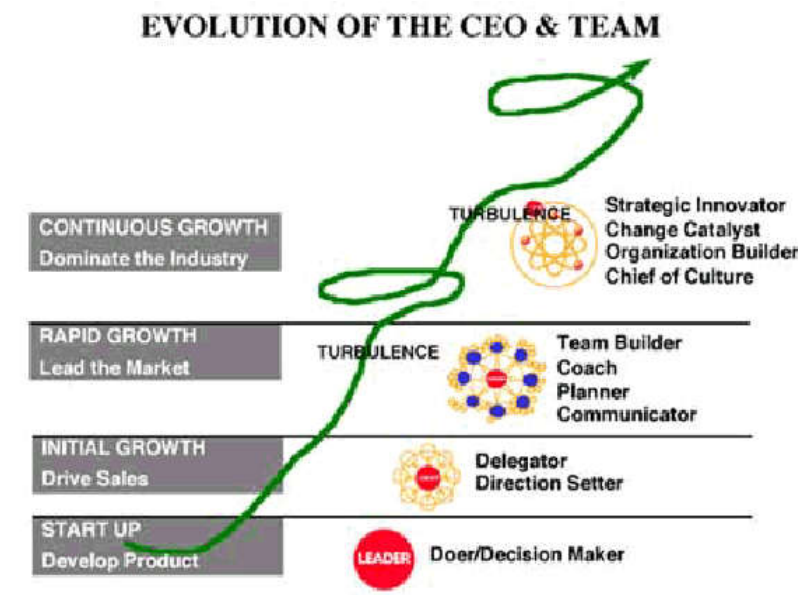 EVOLUTION OF THE CEO & TEAM
TURBULENCE
CONTINUOUS GROWTH
Dominate the Industry
Strategic Innovator
Change Catalyst
Organization Builder
Chief of Culture
RAPID GROWTH
Lead the Market
TURBULENCE
Team Builder
Coach
Planner
Communicator
INITIAL GROWTH
Drive Sales
Delegator
Direction Setter
START UP
Develop Product
LEADER
Doer/Decision Maker